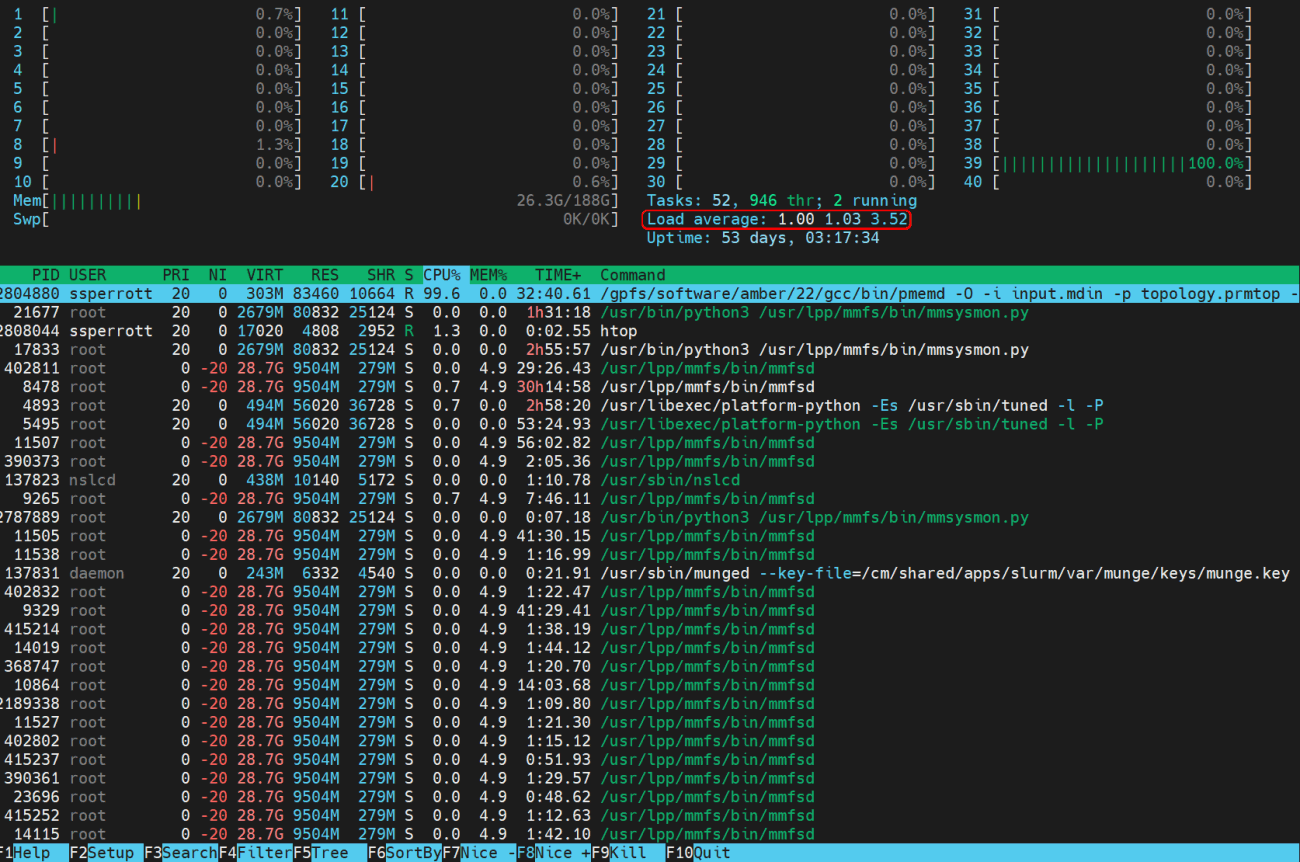 1 [| 0.7%] 11 [ 0.0%] 21 [ 0.0%] 31 [ 0.0%]
2 [ 0.0%] 12 [ 0.0%] 22 [ 0.0%] 32 [ 0.0%]
3 [ 0.0%] 13 [ 0.0%] 23 [ 0.0%] 33 [ 0.0%]
4 [ 0.0%] 14 [ 0.0%] 24 [ 0.0%] 34 [ 0.0%]
5 [ 0.0%] 15 [ 0.0%] 25 [ 0.0%] 35 [ 0.0%]
6 [ 0.0%] 16 [ 0.0%] 26 [ 0.0%] 36 [ 0.0%]
7 [ 0.0%] 17 [ 0.0%] 27 [ 0.0%] 37 [ 0.0%]
8 [| 1.3%] 18 [ 0.0%] 28 [ 0.0%] 38 [ 0.0%]
9 [ 0.0%] 19 [ 0.0%] 29 [ 0.0%] 39 [||||||||||||||||||||100.0%]
10 [ 0.0%] 20 [| 0.6%] 30 [ 0.0%] 40 [ 0.0%]
Mem[|||||||||| 26.3G/188G] Tasks: 52, 946 thr; 2 running
Swp[ 0K/0K] Load average: 1.00 1.03 3.52
Uptime: 53 days, 03:17:34
PID USER PRI NI VIRT RES SHR S CPU% MEM% TIME+ Command
2804880 ssperrott 20 0 303M 83460 10664 R 99.6 0.0 32:40.61 /gpfs/software/amber/22/gcc/bin/pmemd -O -i input.mdin -p topology.prmtop -
21677 root 20 0 2679M 80832 25124 S 0.0 0.0 1h31:18 /usr/bin/python3 /usr/lpp/mmfs/bin/mmsysmon.py
2808044 ssperrott 20 0 17020 4808 2952 R 1.3 0.0 0:02.55 htop
17833 root 20 0 2679M 80832 25124 S 0.0 0.0 2h55:57 /usr/bin/python3 /usr/lpp/mmfs/bin/mmsysmon.py
402811 root 0 -20 28.7G 9504M 279M S 0.0 4.9 29:26.43 /usr/lpp/mmfs/bin/mmfsd
8478 root 0 -20 28.7G 9504M 279M S 0.7 4.9 30h14:58 /usr/lpp/mmfs/bin/mmfsd
4893 root 20 0 494M 56020 36728 S 0.7 0.0 2h58:20 /usr/libexec/platform-python -Es /usr/sbin/tuned -l -P
5495 root 20 0 494M 56020 36728 S 0.0 0.0 53:24.93 /usr/libexec/platform-python -Es /usr/sbin/tuned -l -P
11507 root 0 -20 28.7G 9504M 279M S 0.0 4.9 56:02.82 /usr/lpp/mmfs/bin/mmfsd
390373 root 0 -20 28.7G 9504M 279M S 0.0 4.9 2:05.36 /usr/lpp/mmfs/bin/mmfsd
137823 nslcd 20 0 438M 10140 5172 S 0.0 0.0 1:10.78 /usr/sbin/nslcd
9265 root 0 -20 28.7G 9504M 279M S 0.7 4.9 7:46.11 /usr/lpp/mmfs/bin/mmfsd
2787889 root 20 0 2679M 80832 25124 S 0.0 0.0 0:07.18 /usr/bin/python3 /usr/lpp/mmfs/bin/mmsysmon.py
11505 root 0 -20 28.7G 9504M 279M S 0.0 4.9 41:30.15 /usr/lpp/mmfs/bin/mmfsd
11538 root 0 -20 28.7G 9504M 279M S 0.0 4.9 1:16.99 /usr/lpp/mmfs/bin/mmfsd
137831 daemon 20 0 243M 6332 4540 S 0.0 0.0 0:21.91 /usr/sbin/munged --key-file=/cm/shared/apps/slurm/var/munge/keys/munge.key
402832 root 0 -20 28.7G 9504M 279M S 0.0 4.9 1:22.47 /usr/lpp/mmfs/bin/mmfsd
9329 root 0 -20 28.7G 9504M 279M S 0.0 4.9 41:29.41 /usr/lpp/mmfs/bin/mmfsd
415214 root 0 -20 28.7G 9504M 279M S 0.0 4.9 1:38.19 /usr/lpp/mmfs/bin/mmfsd
14019 root 0 -20 28.7G 9504M 279M S 0.0 4.9 1:44.12 /usr/lpp/mmfs/bin/mmfsd
368747 root 0 -20 28.7G 9504M 279M S 0.0 4.9 1:20.70 /usr/lpp/mmfs/bin/mmfsd
10864 root 0 -20 28.7G 9504M 279M S 0.0 4.9 14:03.68 /usr/lpp/mmfs/bin/mmfsd
2189338 root 0 -20 28.7G 9504M 279M S 0.0 4.9 1:09.80 /usr/lpp/mmfs/bin/mmfsd
11527 root 0 -20 28.7G 9504M 279M S 0.0 4.9 1:21.30 /usr/lpp/mmfs/bin/mmfsd
402802 root 0 -20 28.7G 9504M 279M S 0.0 4.9 1:15.12 /usr/lpp/mmfs/bin/mmfsd
415237 root 0 -20 28.7G 9504M 279M S 0.0 4.9 0:51.93 /usr/lpp/mmfs/bin/mmfsd
390361 root 0 -20 28.7G 9504M 279M S 0.0 4.9 1:29.57 /usr/lpp/mmfs/bin/mmfsd
23696 root 0 -20 28.7G 9504M 279M S 0.0 4.9 0:48.62 /usr/lpp/mmfs/bin/mmfsd
415252 root 0 -20 28.7G 9504M 279M S 0.0 4.9 1:12.63 /usr/lpp/mmfs/bin/mmfsd
14115 root 0 -20 28.7G 9504M 279M S 0.0 4.9 1:42.10 /usr/lpp/mmfs/bin/mmfsd
F1Help F2Setup F3SearchF4FilterF5Tree F6SortByF7Nice -F8Nice +F9Kill F10Quit